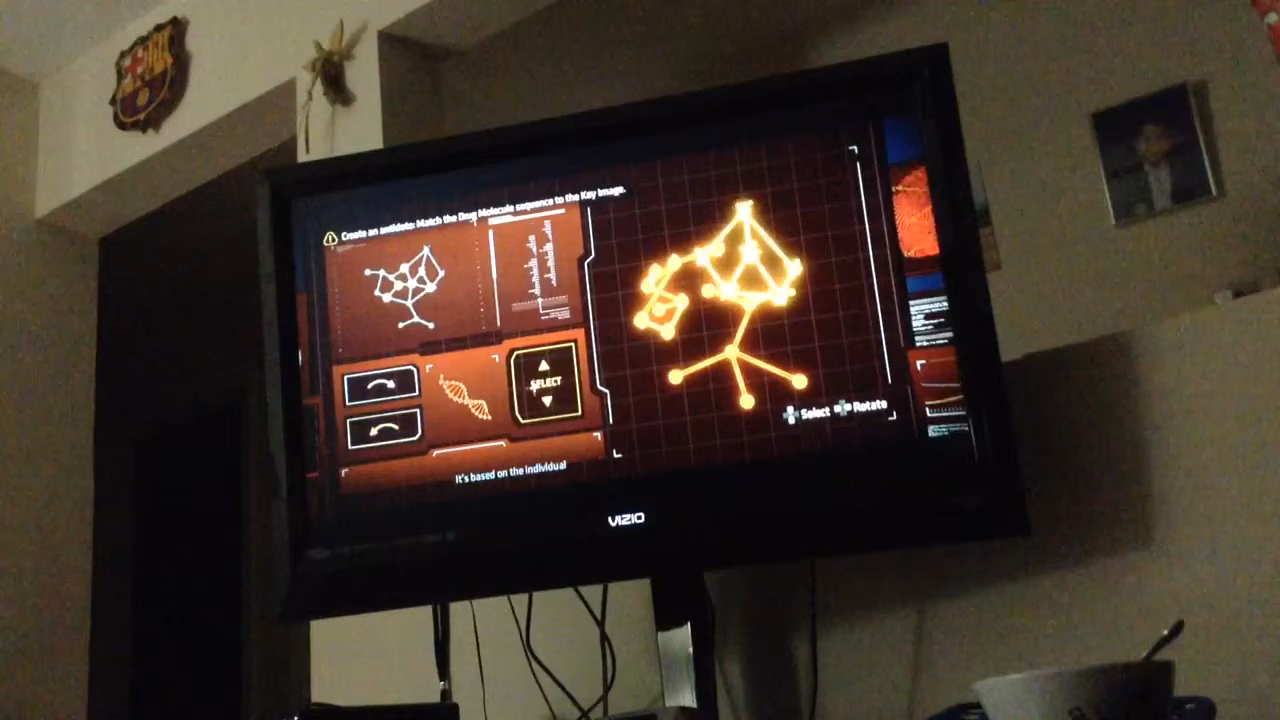 Create an antidote: Match the Drug Molecule sequence to the Key Image.
SELECT
Select Rotate
It's based on the individual
VIZIO